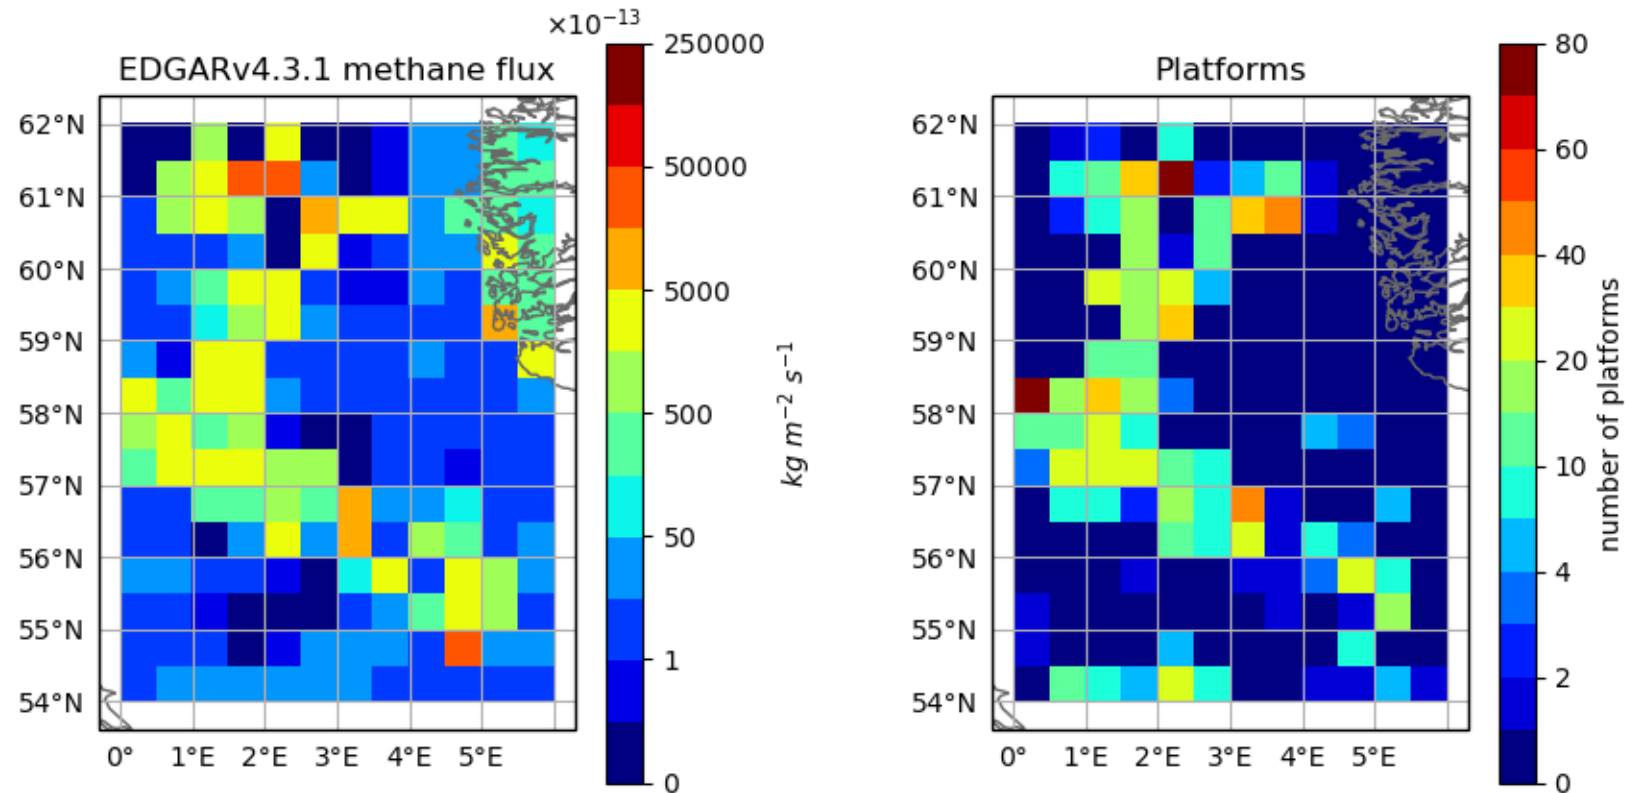 ×10⁻¹³
EDGARv4.3.1 methane flux
62°N
61°N
60°N
59°N
58°N
57°N
56°N
55°N
54°N
0°
1°E
2°E
3°E
4°E
5°E
250000
50000
5000
500
50
1
0
kg m⁻² s⁻¹
Platforms
62°N
61°N
60°N
59°N
58°N
57°N
56°N
55°N
54°N
0°
1°E
2°E
3°E
4°E
5°E
80
60
40
20
10
4
2
0
number of platforms